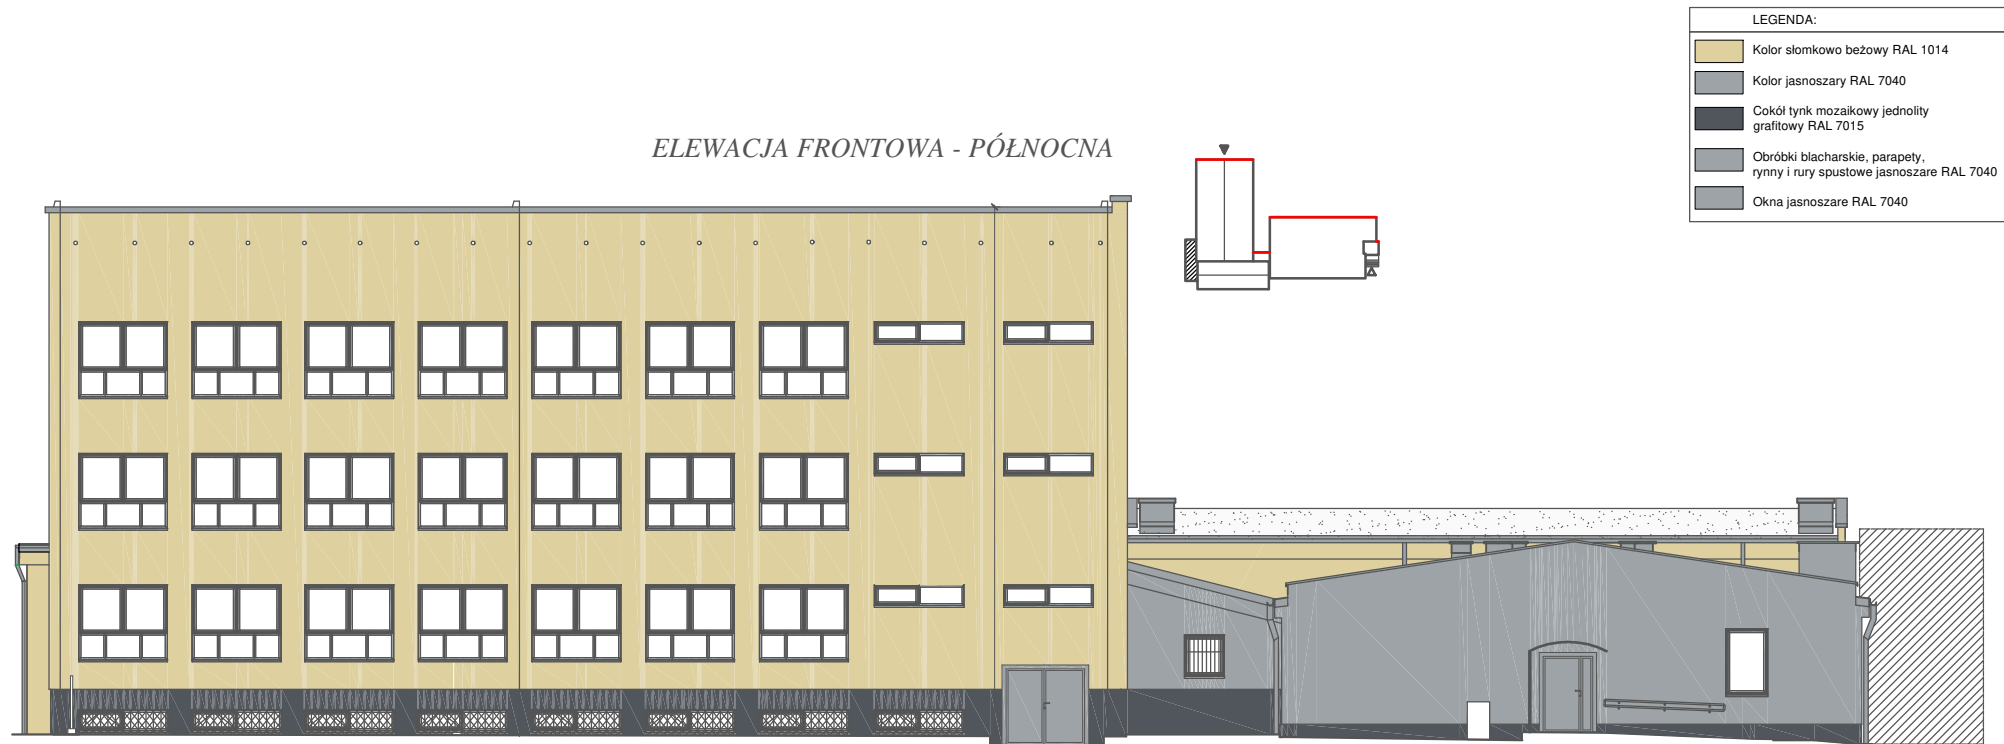 LEGENDA:
Kolor słomkowo beżowy RAL 1014
Kolor jasnoszary RAL 7040
Cokół tynk mozaikowy jednolity
grafitowy RAL 7015
Obróbki blacharskie, parapety,
rynny i rury spustowe jasnoszare RAL 7040
Okna jasnoszare RAL 7040
ELEWACJA FRONTOWA - PÓŁNOCNA